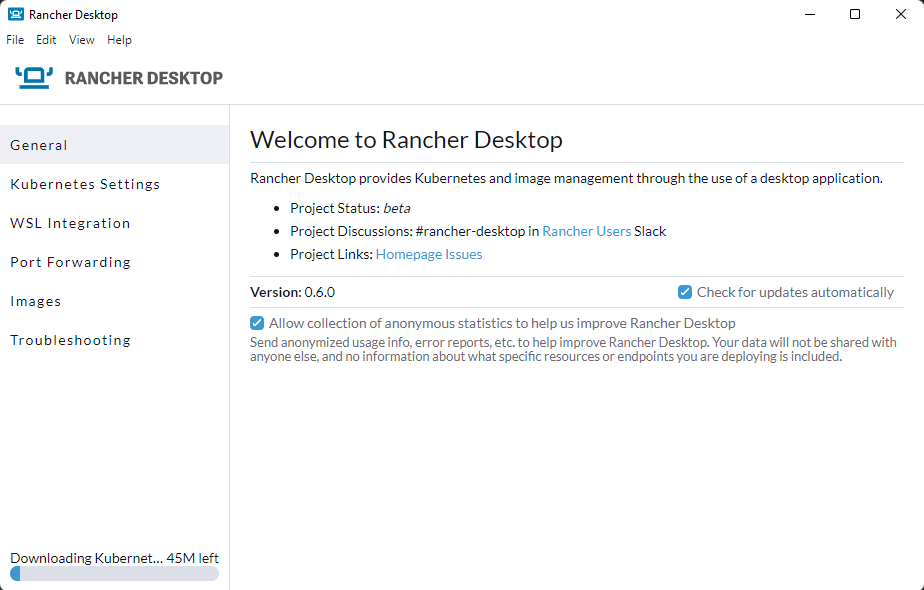 Rancher Desktop
File Edit View Help
RANCHER DESKTOP
General
Kubernetes Settings
WSL Integration
Port Forwarding
Images
Troubleshooting
Downloading Kubernet... 45M left
Welcome to Rancher Desktop
Rancher Desktop provides Kubernetes and image management through the use of a desktop application.
Project Status: beta
Project Discussions: #rancher-desktop in Rancher Users Slack
Project Links: Homepage Issues
Version: 0.6.0 Check for updates automatically
Allow collection of anonymous statistics to help us improve Rancher Desktop
Send anonymized usage info, error reports, etc. to help improve Rancher Desktop. Your data will not be shared with
anyone else, and no information about what specific resources or endpoints you are deploying is included.